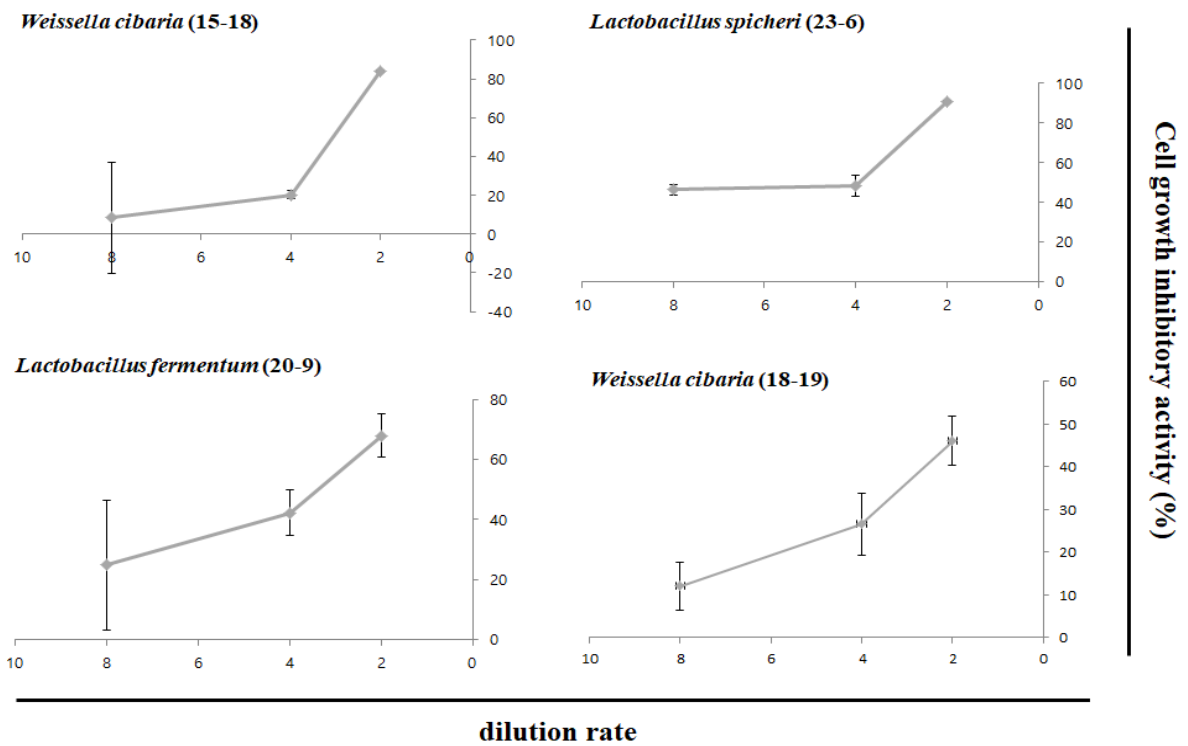 Weissella cibaria (15-18)
100
80
60
40
20
0
-20
-40
10 8 6 4 2 0
Lactobacillus spicheri (23-6)
100
80
60
40
20
0
10 8 6 4 2 0
Lactobacillus fermentum (20-9)
80
60
40
20
0
10 8 6 4 2 0
Weissella cibaria (18-19)
60
50
40
30
20
10
0
10 8 6 4 2 0
Cell growth inhibitory activity (%)
dilution rate